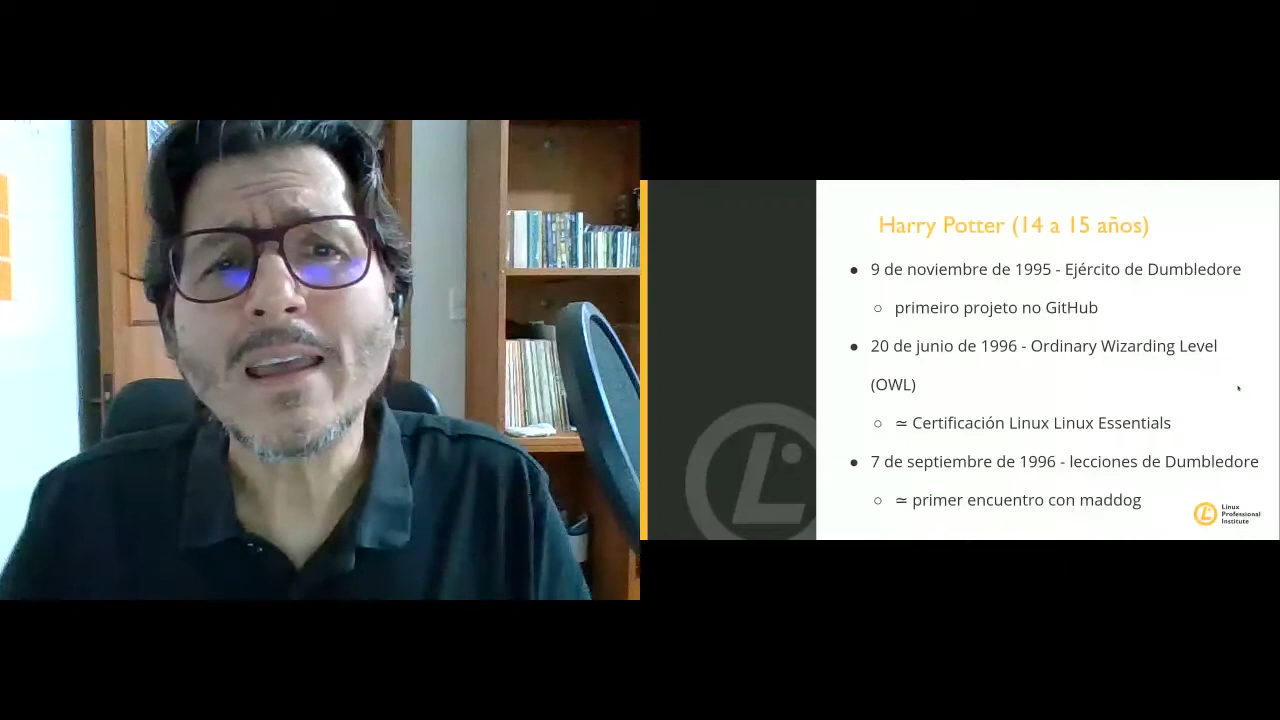 Harry Potter (14 a 15 años)
● 9 de noviembre de 1995 - Ejército de Dumbledore
○ primeiro projeto no GitHub
● 20 de junio de 1996 - Ordinary Wizarding Level
(OWL)
○ ≃ Certificación Linux Linux Essentials
● 7 de septiembre de 1996 - lecciones de Dumbledore
○ ≃ primer encuentro con maddog
Linux
Professional
Institute